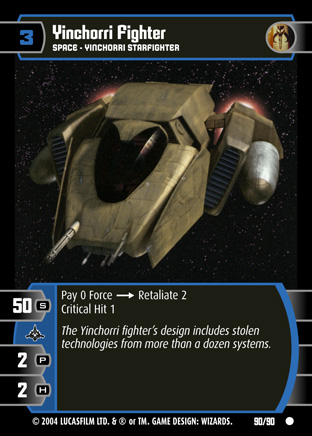 3
Yinchorri Fighter
SPACE - YINCHORRI STARFIGHTER
50 S
Pay 0 Force → Retaliate 2
Critical Hit 1
The Yinchorri fighter's design includes stolen
technologies from more than a dozen systems.
2 P
2 H
© 2004 LUCASFILM LTD. & ® or TM. GAME DESIGN: WIZARDS.
90/90